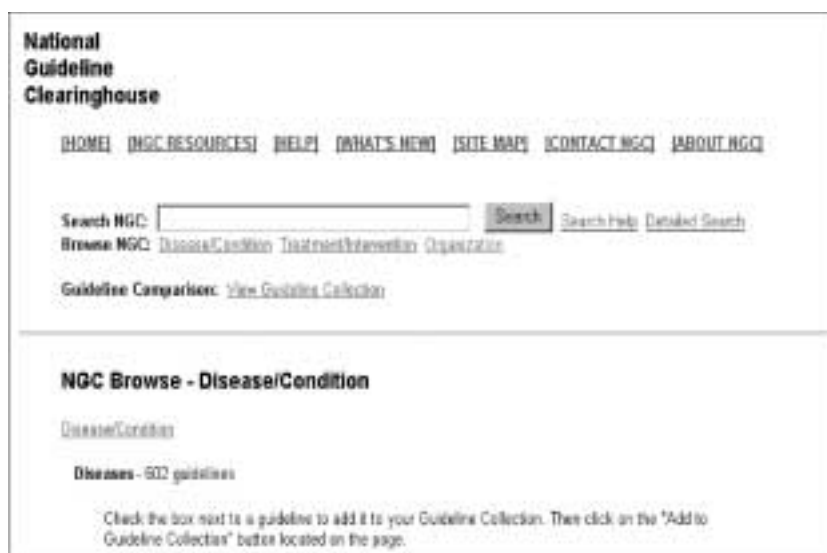 National
Guideline
Clearinghouse
[HOME] [NGC RESOURCES] [HELP] [WHAT'S NEW] [SITE MAP] [CONTACT NGC] [ABOUT NGC]
Search NGC: Search Search Help Detailed Search
Browse NGC: Disease/Condition Treatment/Intervention Organization
Guideline Comparison: View Guideline Collection
NGC Browse - Disease/Condition
Disease/Condition
Diseases - 602 guidelines
Check the box next to a guideline to add it to your Guideline Collection. Then click on the "Add to
Guideline Collection" button located on the page.